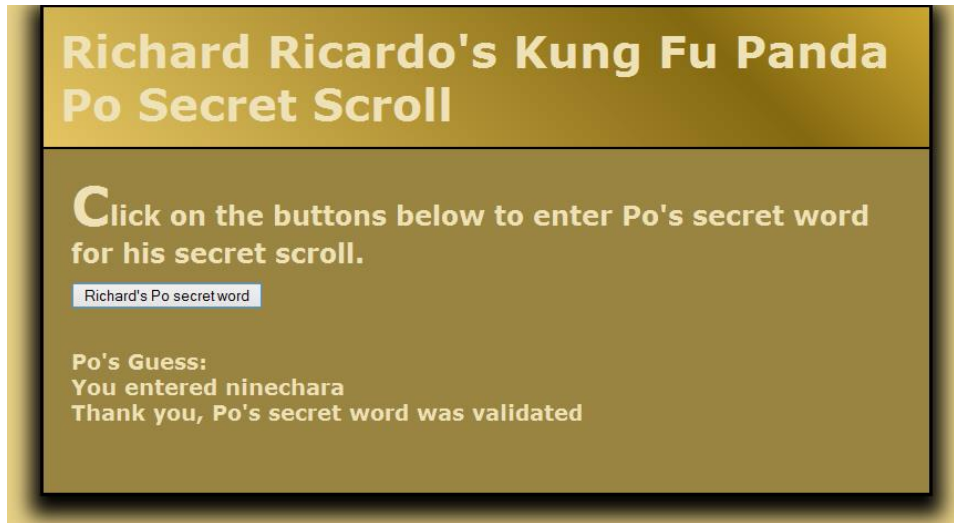 Richard Ricardo's Kung Fu Panda
Po Secret Scroll
Click on the buttons below to enter Po's secret word
for his secret scroll.
Richard's Po secret word
Po's Guess:
You entered ninechara
Thank you, Po's secret word was validated